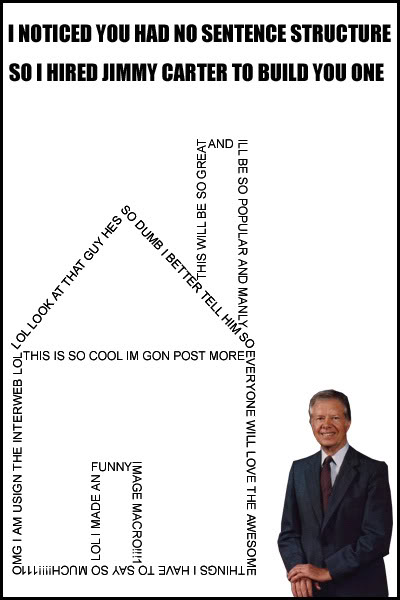 I NOTICED YOU HAD NO SENTENCE STRUCTURE
SO I HIRED JIMMY CARTER TO BUILD YOU ONE
OMG I AM USIGN THE INTERWEB LOL
LOL LOOK AT THAT GUY HES
SO DUMB I BETTER TELL HIM SO
EVERYONE WILL LOVE THE AWESOME
THINGS I HAVE TO SAY SO MUCH!!!!!!111
THIS WILL BE SO GREAT
AND
ILL BE SO POPULAR AND MANLY
THIS IS SO COOL IM GON POST MORE
LOL I MADE AN
FUNNY
IMAGE MACRO!!!1